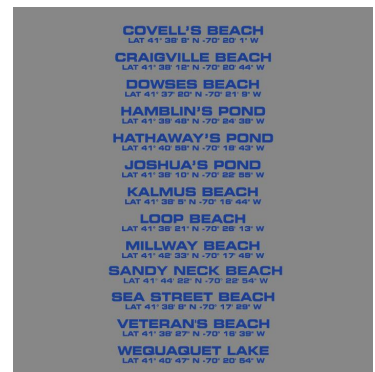 COVELL'S BEACH
LAT 41° 38' 8" N -70° 20' 1" W
CRAIGVILLE BEACH
LAT 41° 38' 12" N -70° 20' 44" W
DOWSES BEACH
LAT 41° 37' 20" N -70° 21' 9" W
HAMBLIN'S POND
LAT 41° 39' 48" N -70° 24' 38" W
HATHAWAY'S POND
LAT 41° 40' 58" N -70° 18' 43" W
JOSHUA'S POND
LAT 41° 38' 10" N -70° 22' 55" W
KALMUS BEACH
LAT 41° 38' 5" N -70° 16' 44" W
LOOP BEACH
LAT 41° 36' 21" N -70° 26' 13" W
MILLWAY BEACH
LAT 41° 42' 33" N -70° 17' 48" W
SANDY NECK BEACH
LAT 41° 44' 22" N -70° 22' 54" W
SEA STREET BEACH
LAT 41° 38' 8" N -70° 17' 28" W
VETERAN'S BEACH
LAT 41° 38' 27" N -70° 16' 38" W
WEQUAQUET LAKE
LAT 41° 40' 47" N -70° 20' 54" W